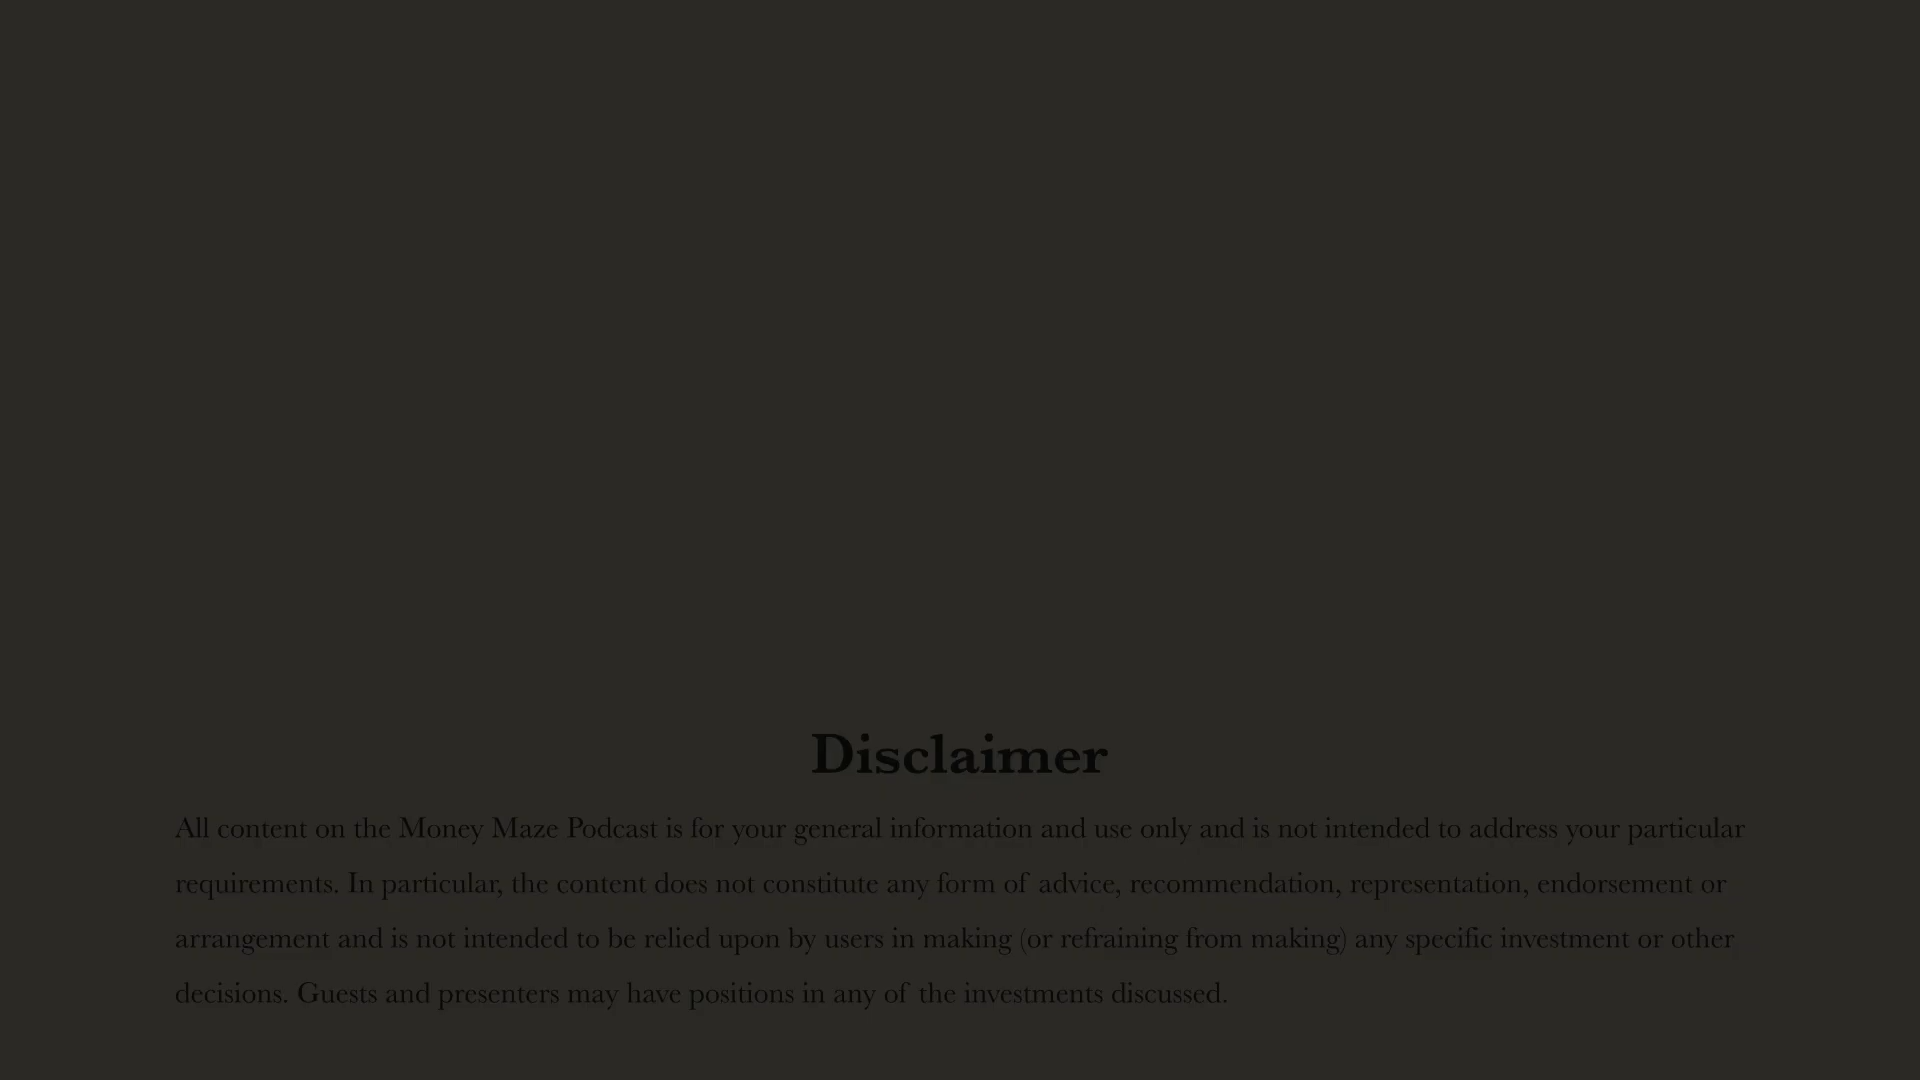 Disclaimer
All content on the Money Maze Podcast is for your general information and use only and is not intended to address your particular
requirements. In particular, the content does not constitute any form of advice, recommendation, representation, endorsement or
arrangement and is not intended to be relied upon by users in making (or refraining from making) any specific investment or other
decisions. Guests and presenters may have positions in any of the investments discussed.